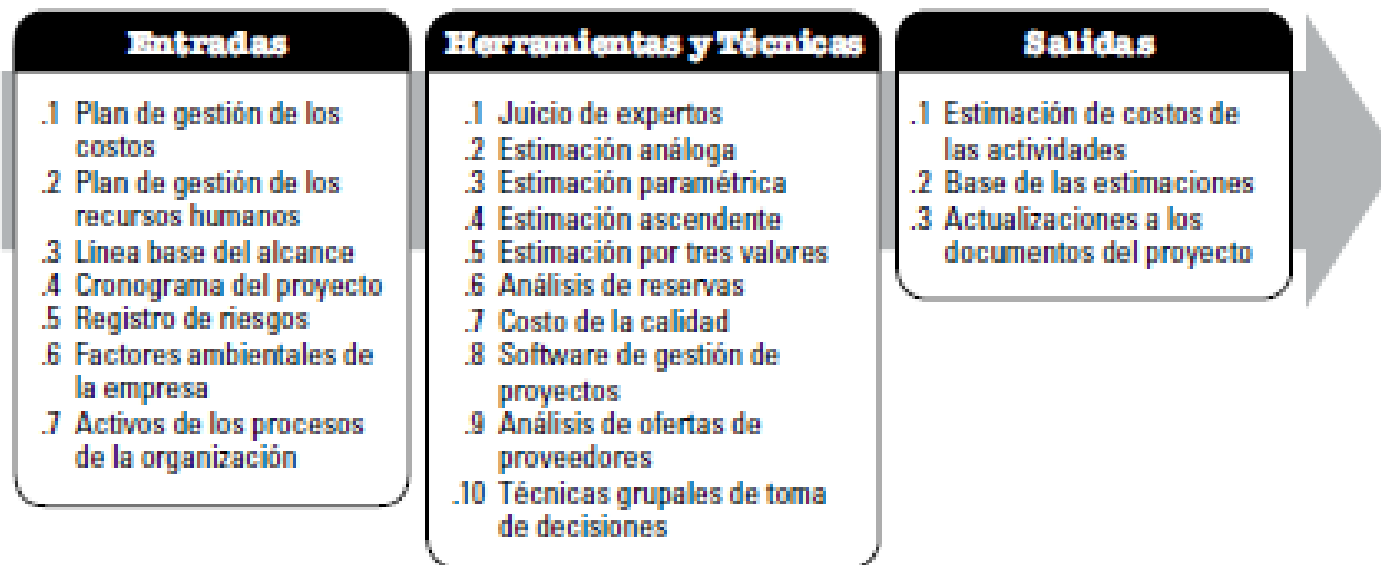 Entradas
.1 Plan de gestión de los
costos
.2 Plan de gestión de los
recursos humanos
.3 Línea base del alcance
.4 Cronograma del proyecto
.5 Registro de riesgos
.6 Factores ambientales de
la empresa
.7 Activos de los procesos
de la organización
Herramientas y Técnicas
.1 Juicio de expertos
.2 Estimación análoga
.3 Estimación paramétrica
.4 Estimación ascendente
.5 Estimación por tres valores
.6 Análisis de reservas
.7 Costo de la calidad
.8 Software de gestión de
proyectos
.9 Análisis de ofertas de
proveedores
.10 Técnicas grupales de toma
de decisiones
Salidas
.1 Estimación de costos de
las actividades
.2 Base de las estimaciones
.3 Actualizaciones a los
documentos del proyecto